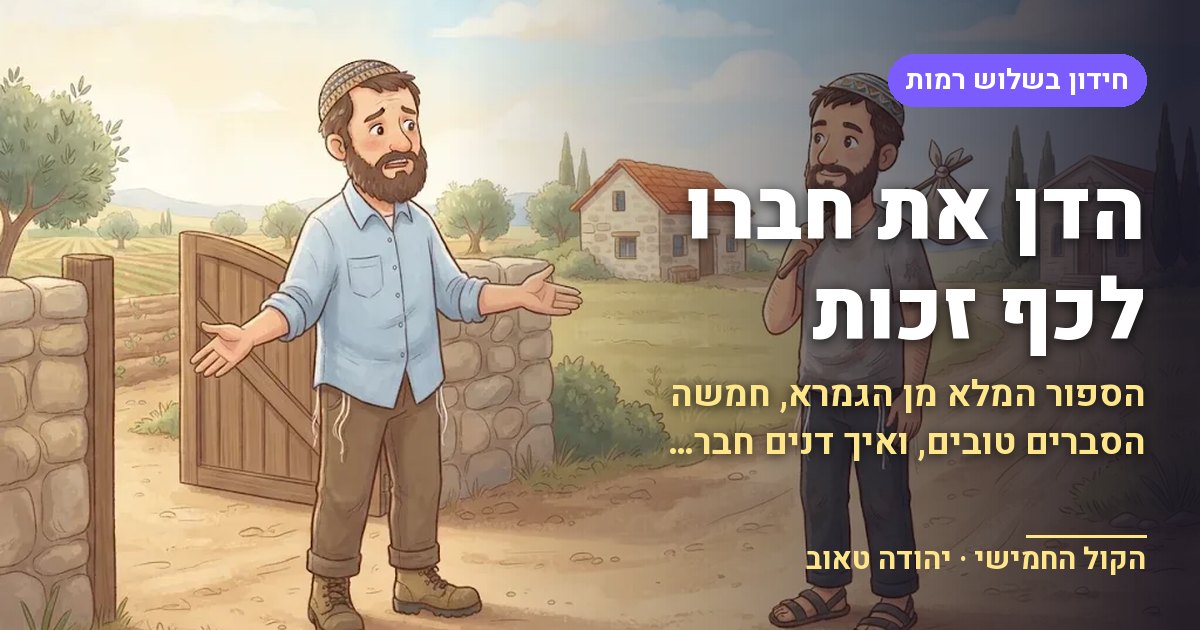 חידון בשלוש רמות
הדן את חברו
לכף זכות
הספור המלא מן הגמרא, חמשה
הסברים טובים, ואיך דנים חבר...
הקול החמישי · יהודה טאוב